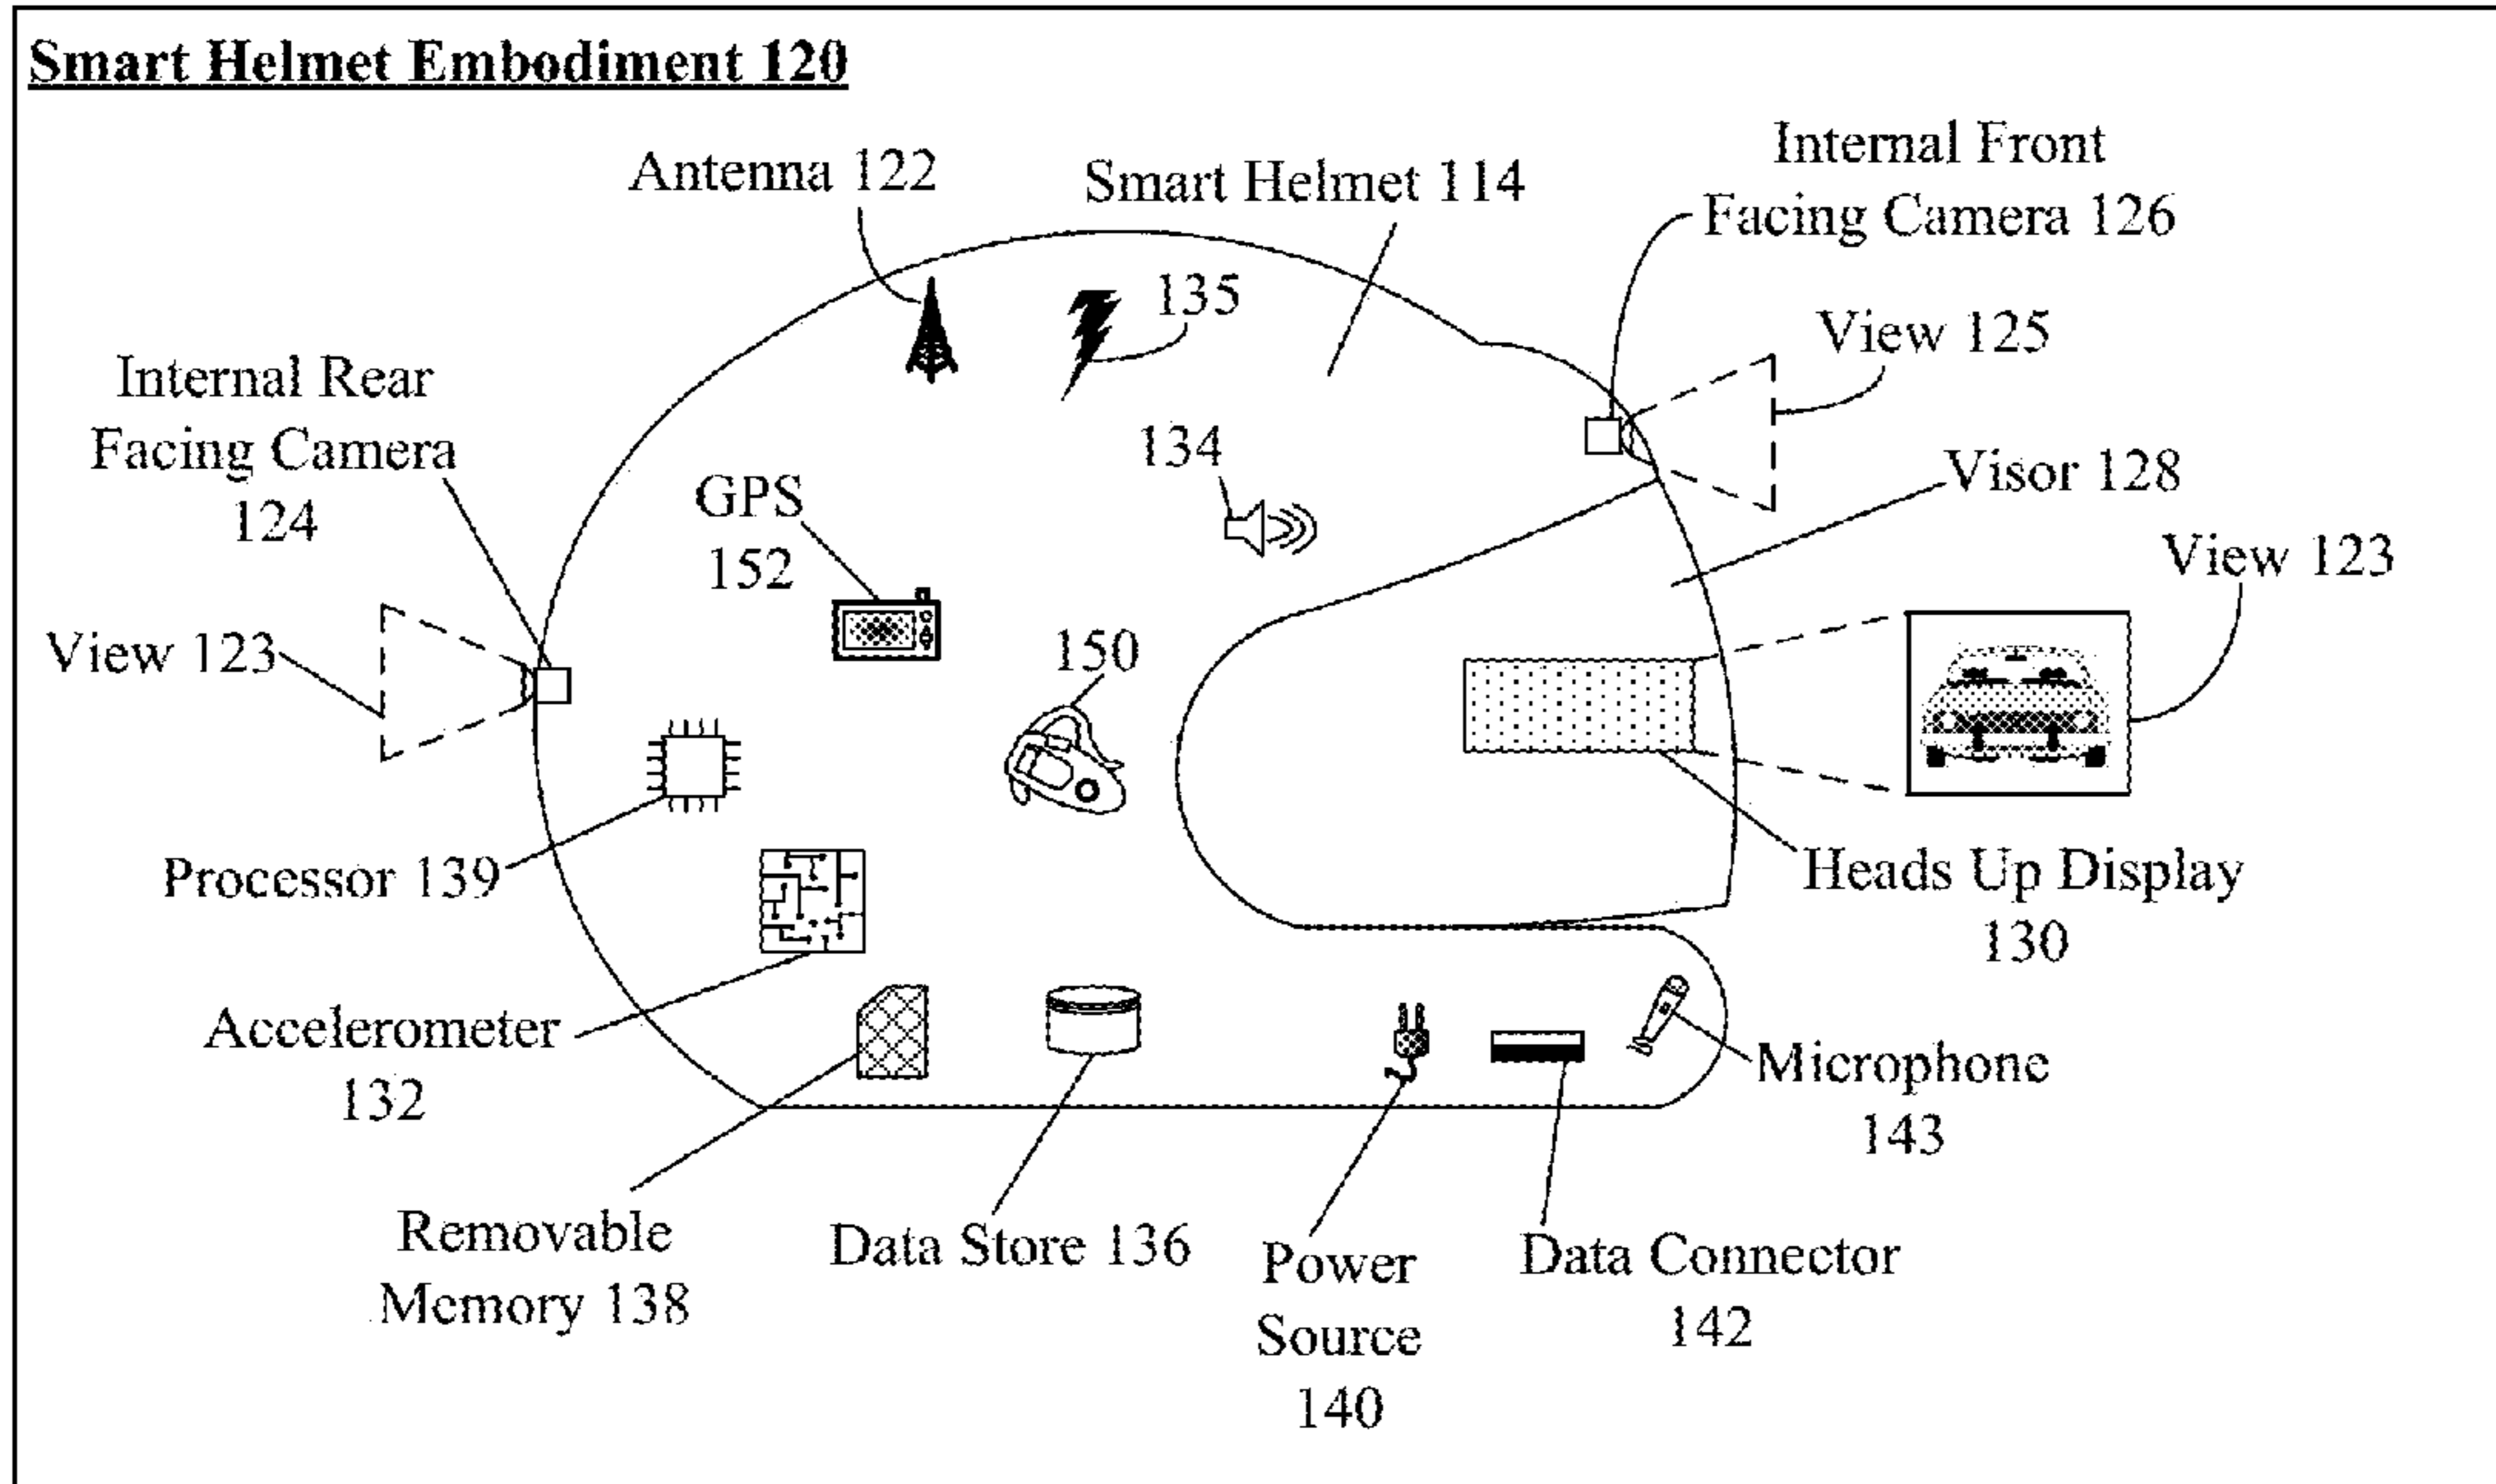 Smart Helmet Embodiment 120
Antenna 122
Smart Helmet 114
Internal Front
Facing Camera 126
135
View 125
Internal Rear
Facing Camera
124
134
GPS
152
Visor 128
View 123
View 123
150
Processor 139
Heads Up Display
130
Accelerometer
132
Microphone
143
Removable
Memory 138
Data Store 136
Power
Source
140
Data Connector
142